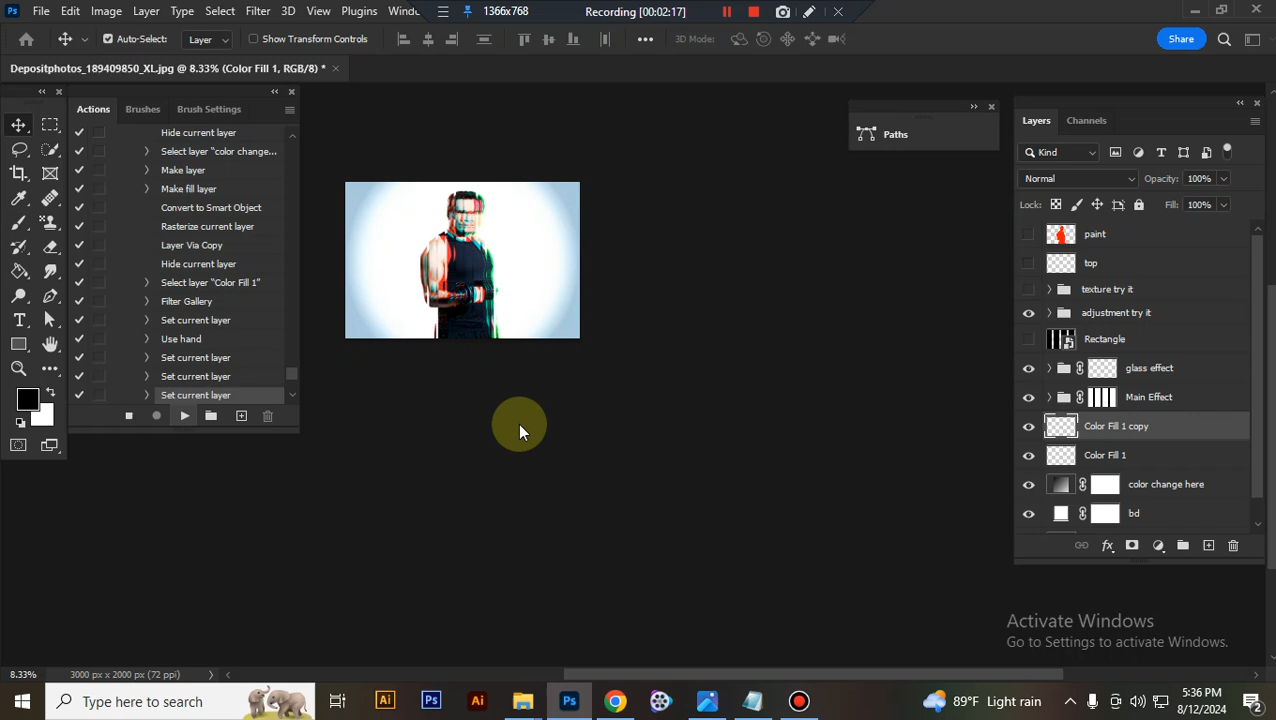 File Edit Image Layer Type Select Filter 3D View Plugins Windo
1366x768 Recording [00:02:17]
Auto-Select: Layer Show Transform Controls 3D Mode: Share
Depositphotos_189409850_XL.jpg @ 8.33% (Color Fill 1, RGB/8) *
Actions Brushes Brush Settings
Hide current layer
Select layer “color change...
Make layer
Make fill layer
Convert to Smart Object
Rasterize current layer
Layer Via Copy
Hide current layer
Select layer “Color Fill 1”
Filter Gallery
Set current layer
Use hand
Set current layer
Set current layer
Set current layer
Paths
Layers Channels
Kind
Normal Opacity: 100%
Lock: Fill: 100%
paint
top
texture try it
adjustment try it
Rectangle
glass effect
Main Effect
Color Fill 1 copy
Color Fill 1
color change here
bd
Activate Windows
Go to Settings to activate Windows.
8.33% 3000 px x 2000 px (72 ppi)
Type here to search
89°F Light rain
5:36 PM
8/12/2024
2